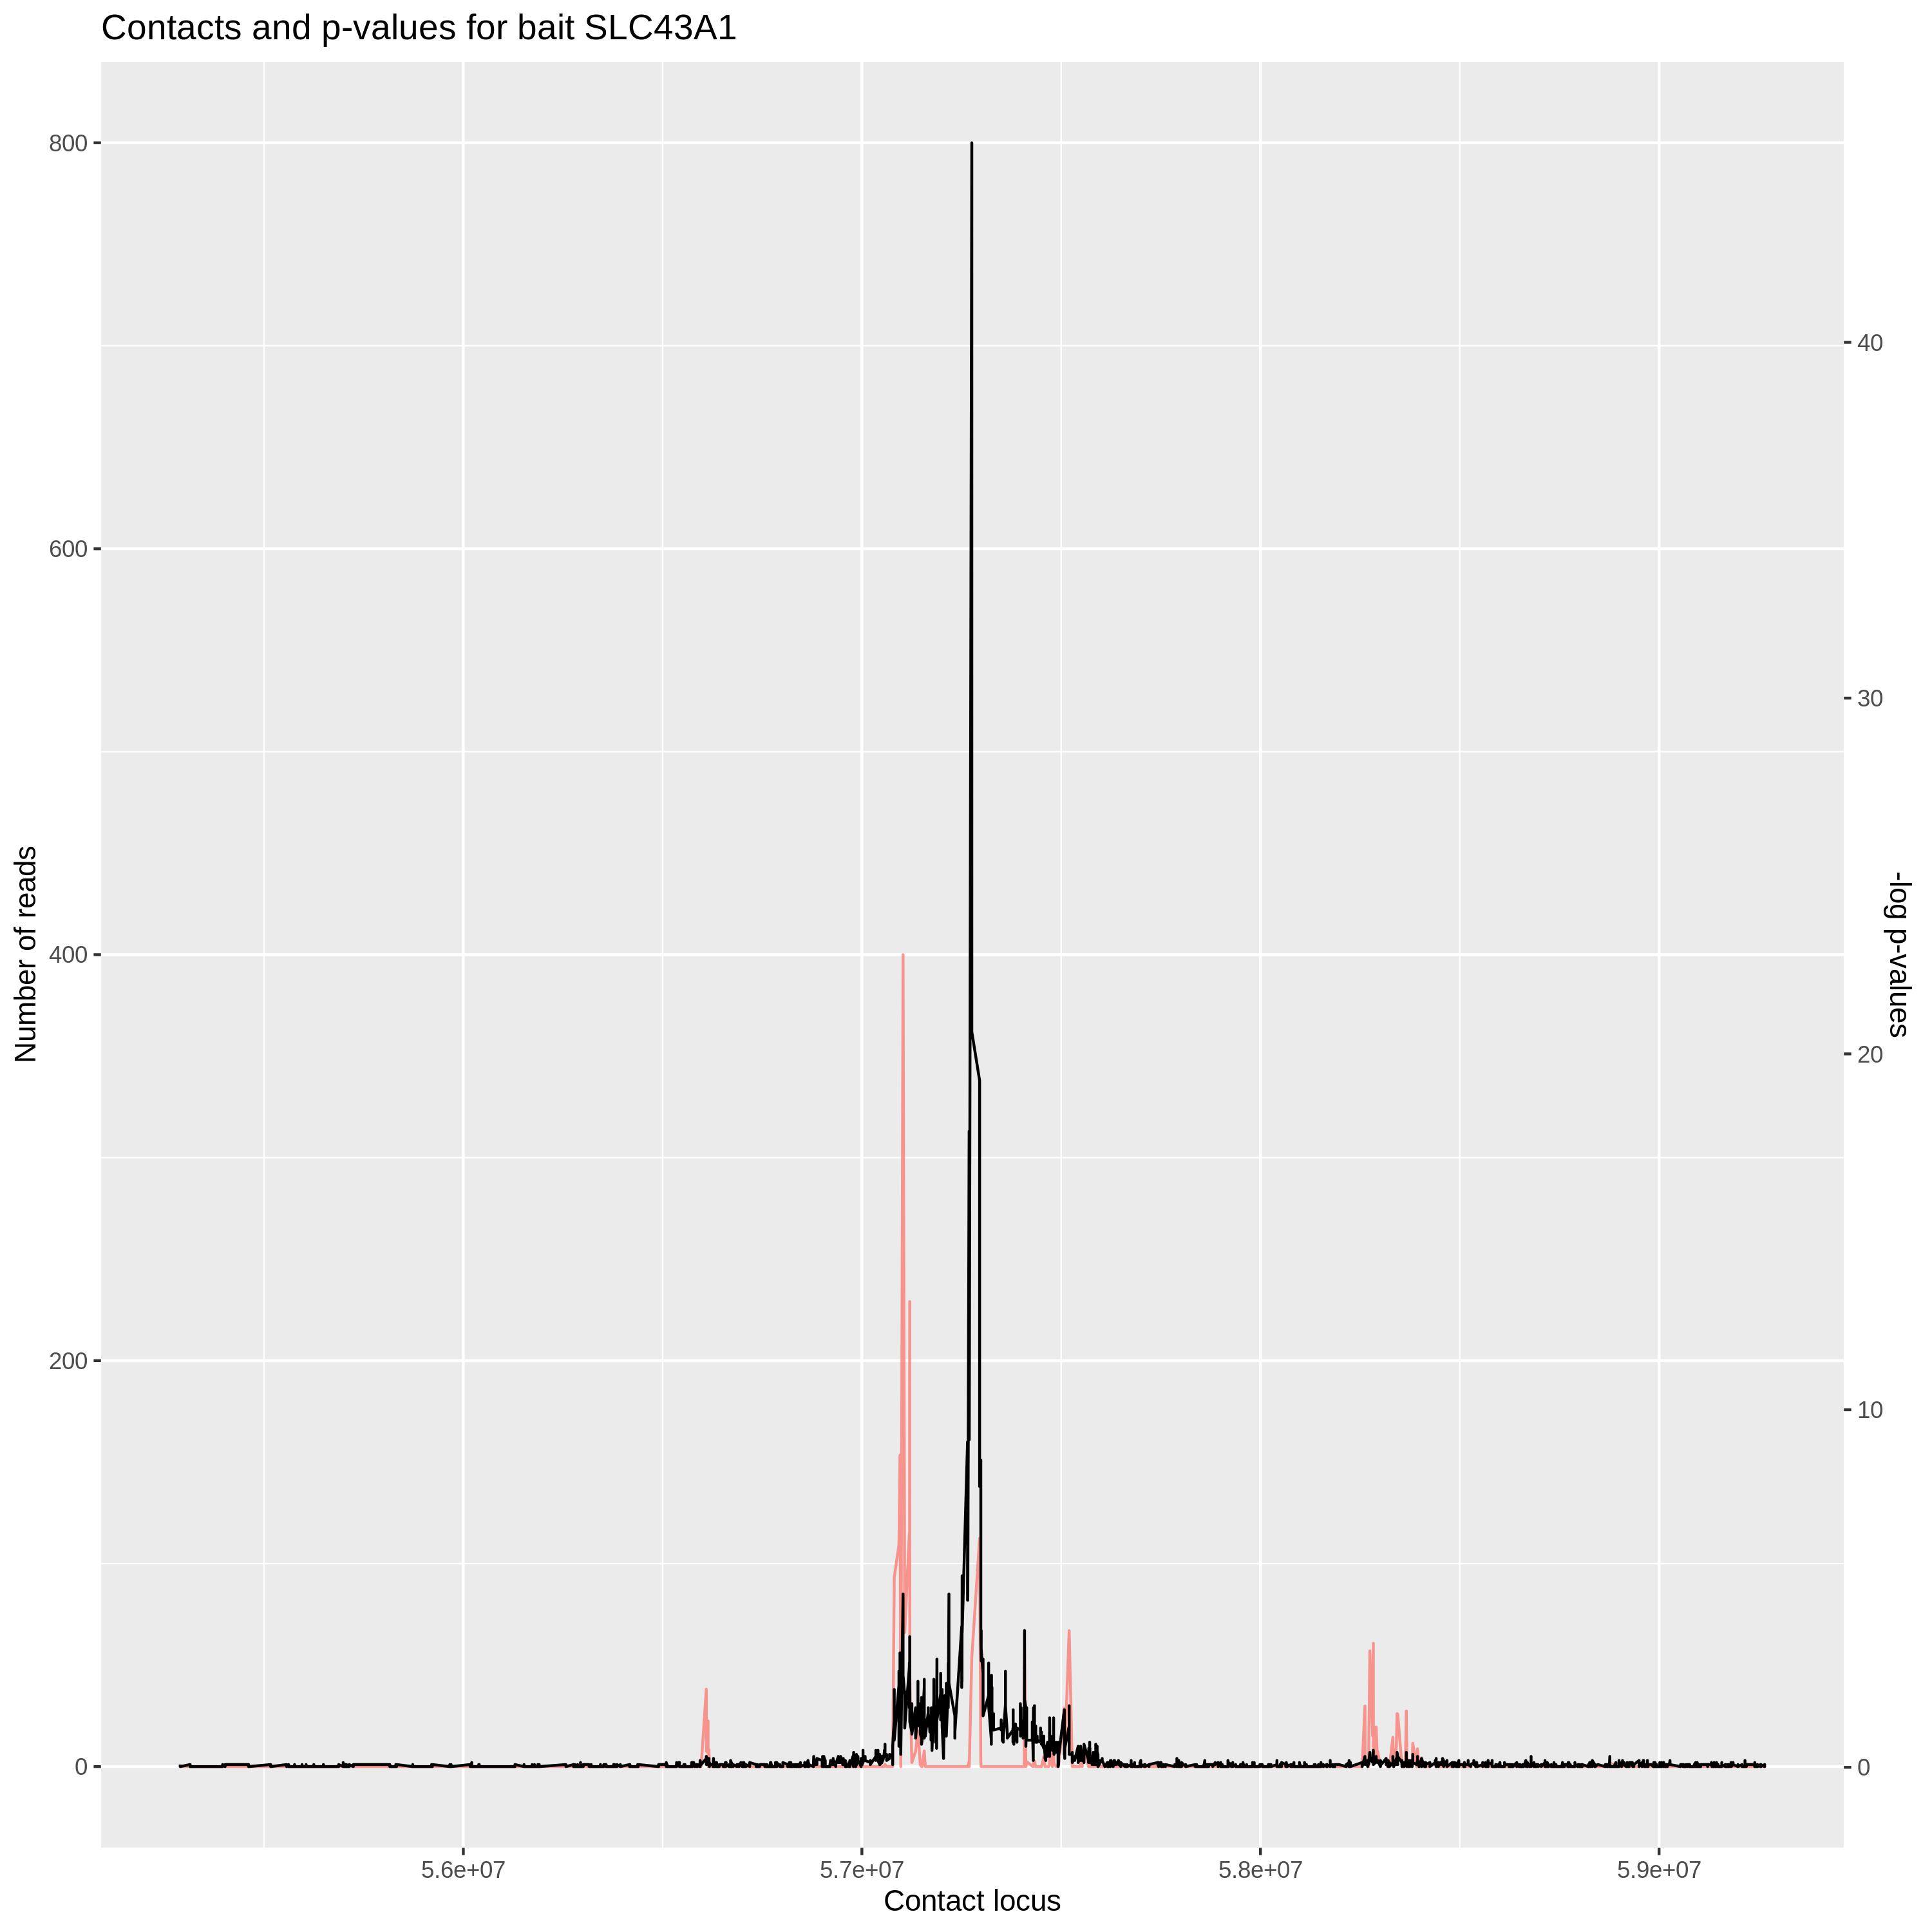 Contacts and p-values for bait SLC43A1
800
600
400
200
0
Number of reads
40
30
20
10
0
-log p-values
5.6e+07
5.7e+07
5.8e+07
5.9e+07
Contact locus